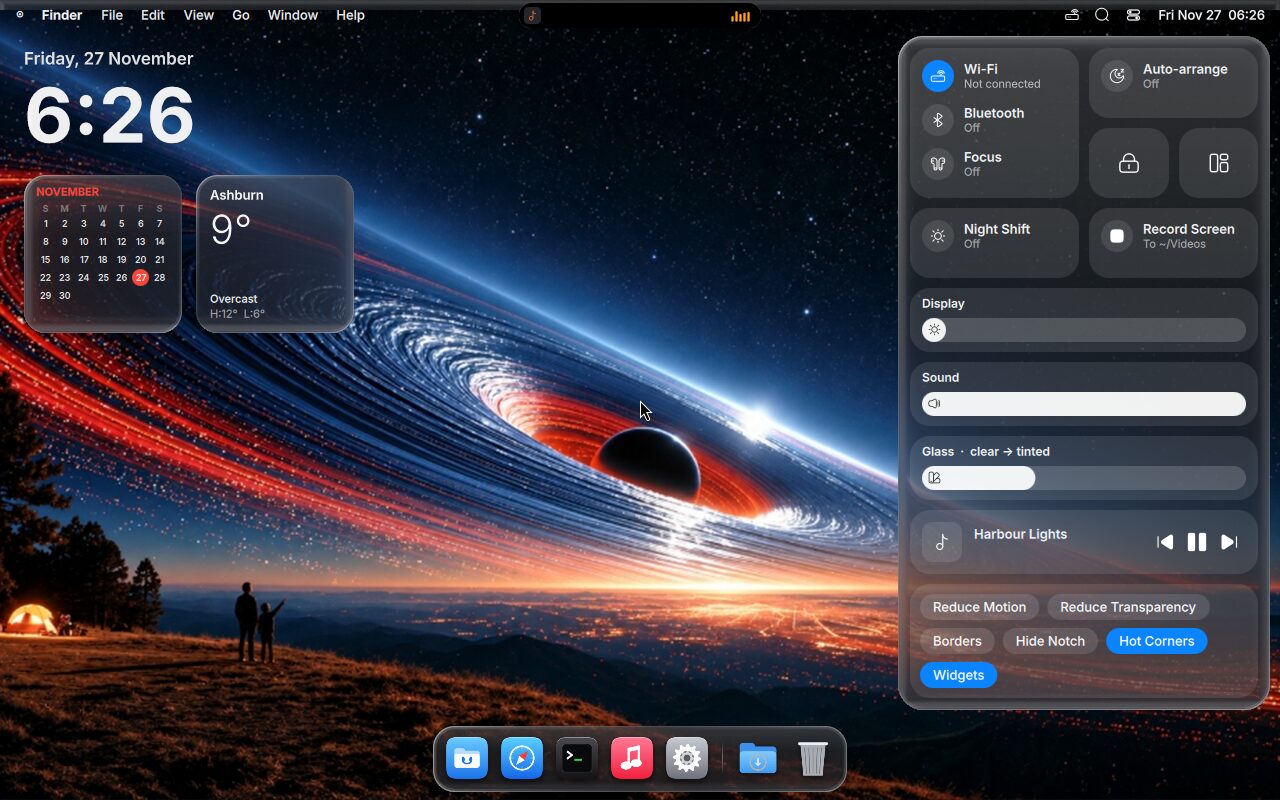 Finder File Edit View Go Window Help
Fri Nov 27 06:26
Friday, 27 November
6:26
NOVEMBER
S M T W T F S
1 2 3 4 5 6 7
8 9 10 11 12 13 14
15 16 17 18 19 20 21
22 23 24 25 26 27 28
29 30
Ashburn
9°
Overcast
H:12° L:6°
Wi-Fi
Not connected
Bluetooth
Off
Focus
Off
Auto-arrange
Off
Night Shift
Off
Record Screen
To ~/Videos
Display
Sound
Glass · clear → tinted
Harbour Lights
Reduce Motion Reduce Transparency
Borders Hide Notch Hot Corners
Widgets